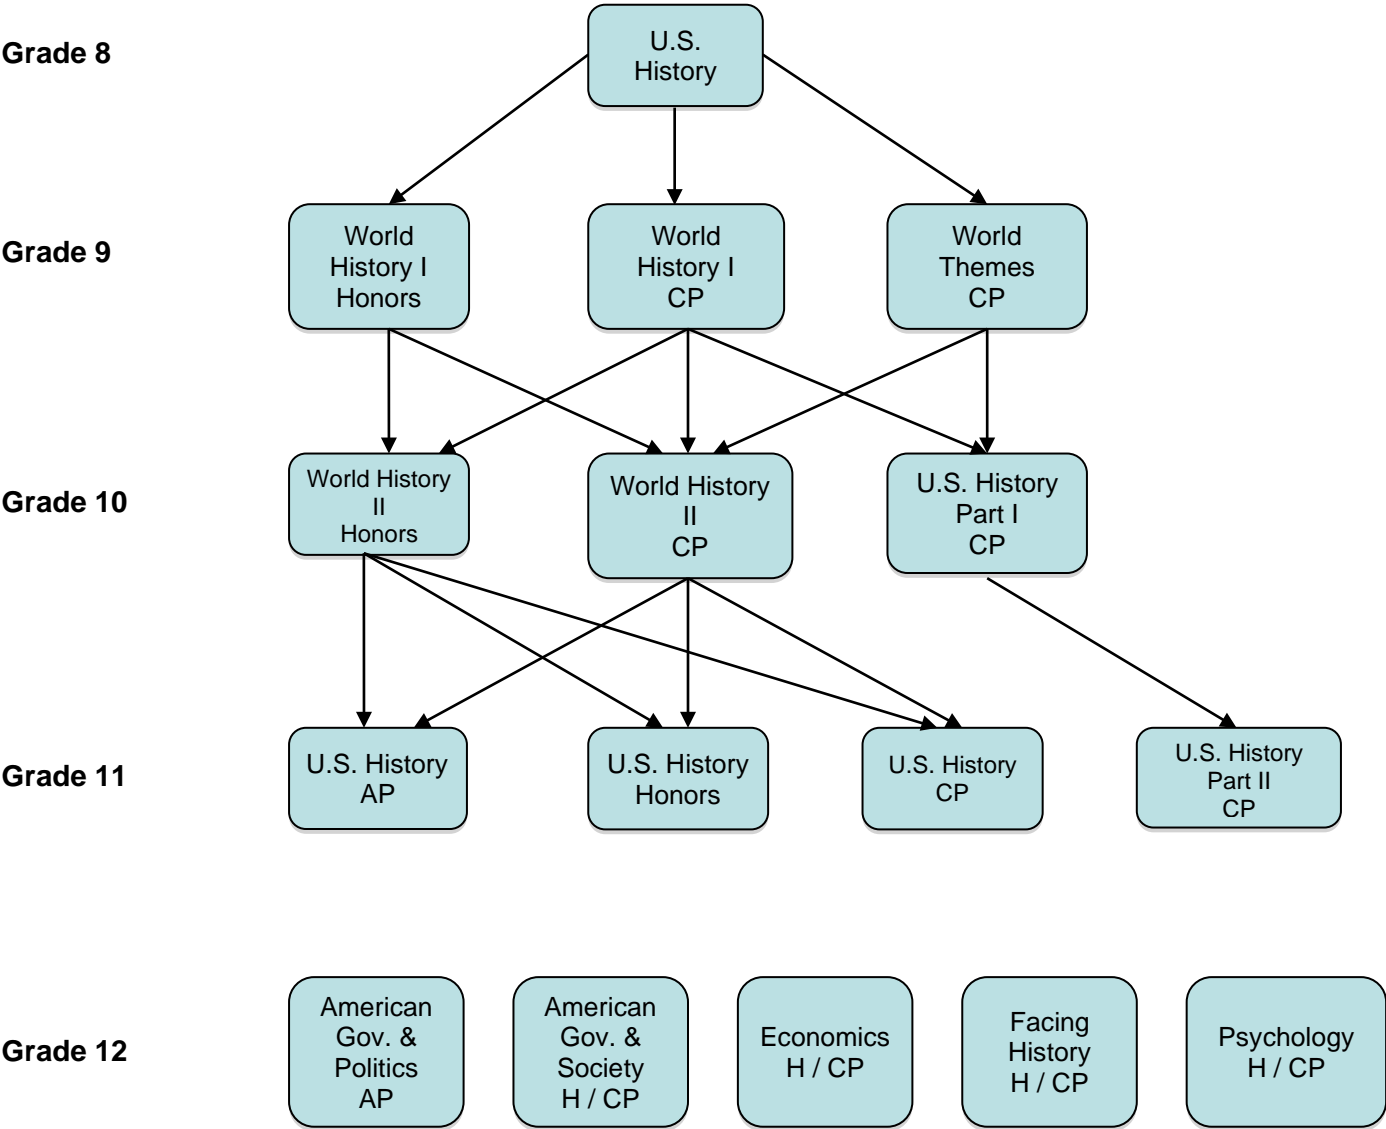 Grade 8
U.S.
History
Grade 9
World
History I
Honors
World
History I
CP
World
Themes
CP
Grade 10
World History
II
Honors
World History
II
CP
U.S. History
Part I
CP
Grade 11
U.S. History
AP
U.S. History
Honors
U.S. History
CP
U.S. History
Part II
CP
Grade 12
American
Gov. &
Politics
AP
American
Gov. &
Society
H / CP
Economics
H / CP
Facing
History
H / CP
Psychology
H / CP